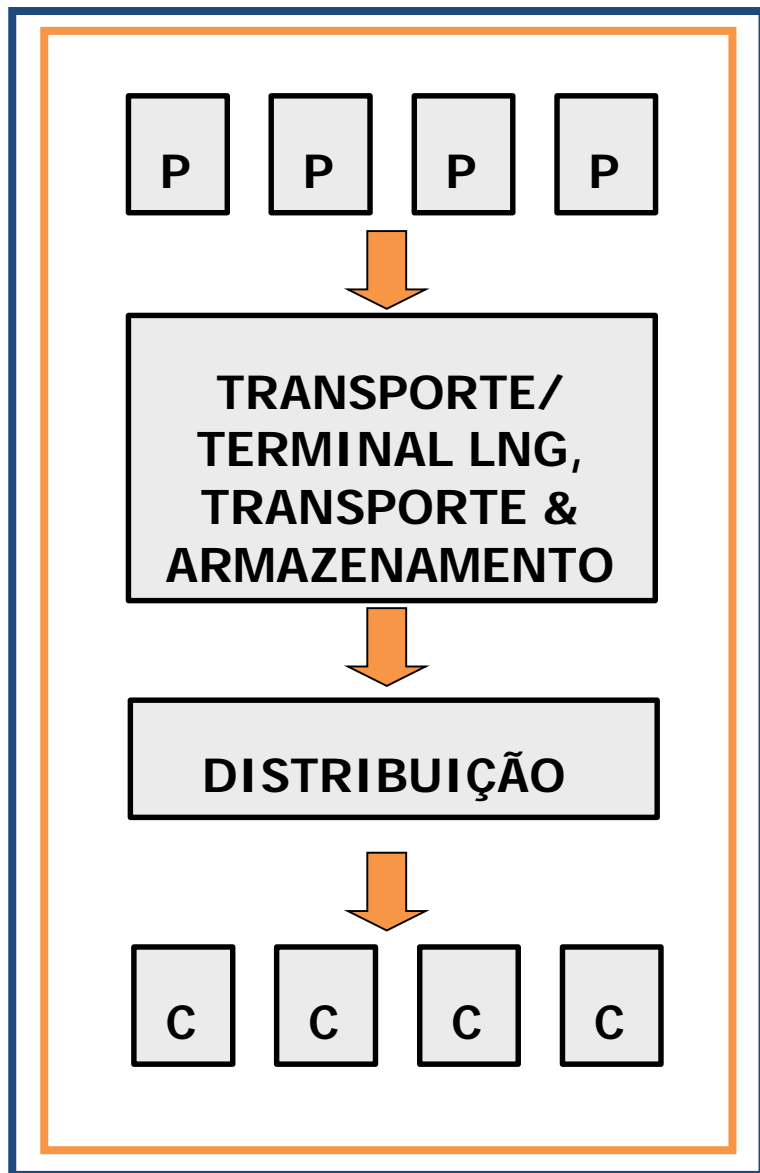 P P P P
TRANSPORTE/
TERMINAL LNG,
TRANSPORTE &
ARMAZENAMENTO
DISTRIBUIÇÃO
C C C C